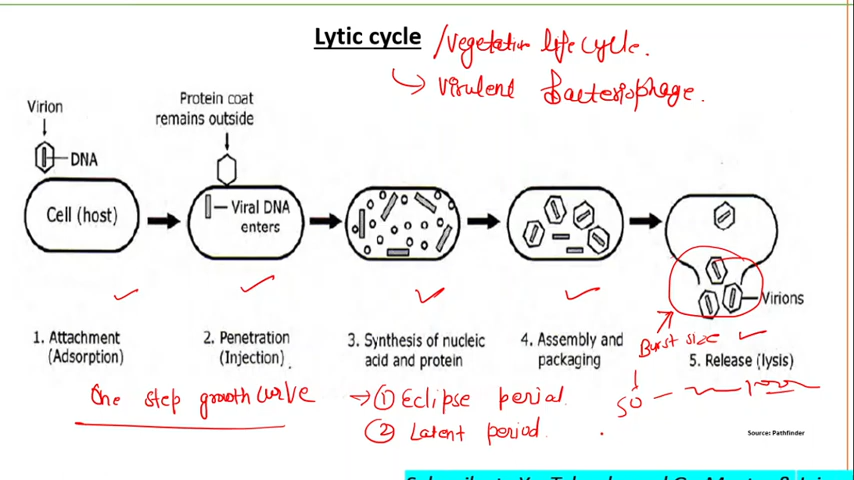 Lytic cycle /vegetative life cycle.
↳ virulent bacteriophage.
Virion
DNA
Cell (host)
Protein coat
remains outside
Viral DNA
enters
Virions
1. Attachment
(Adsorption)
2. Penetration
(Injection)
3. Synthesis of nucleic
acid and protein
4. Assembly and
packaging
5. Release (lysis)
Burst size
50 –
One step growth curve → ① Eclipse period
② Latent period.
Source: Pathfinder